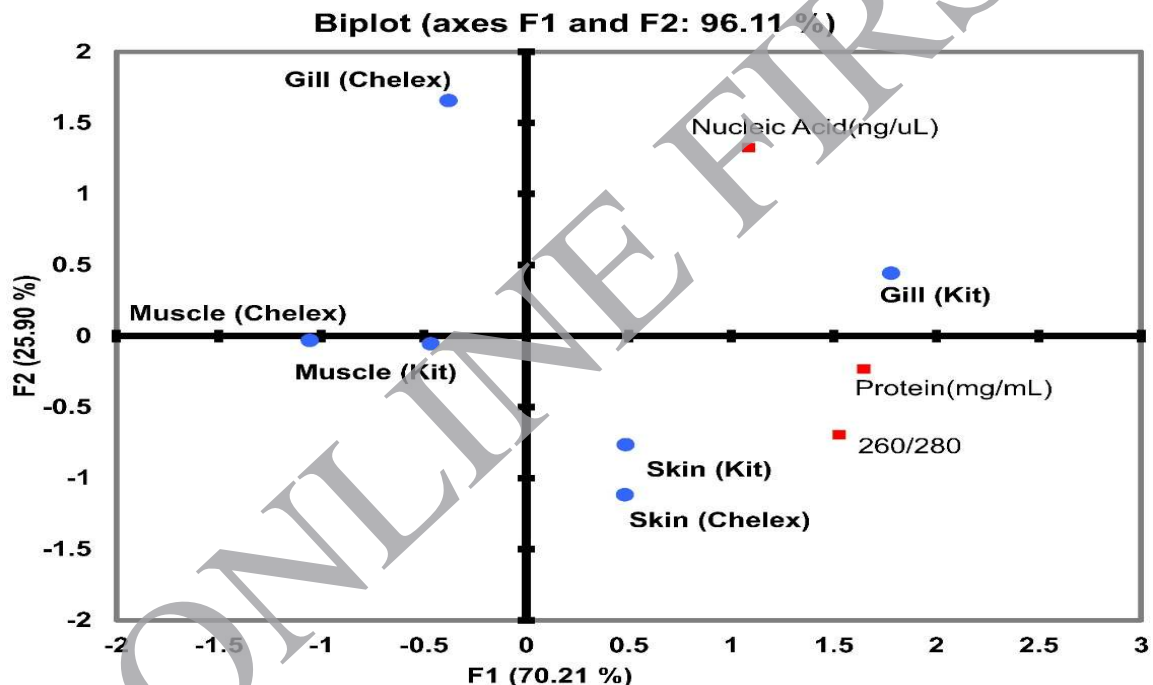 Biplot (axes F1 and F2: 96.11 %)
2
Gill (Chelex)
1.5
Nucleic Acid(ng/uL)
1
0.5
Gill (Kit)
Muscle (Chelex)
0
Muscle (Kit)
Protein(mg/mL)
-0.5
260/280
Skin (Kit)
-1
Skin (Chelex)
-1.5
-2
F2 (25.90 %)
-2 -1.5 -1 -0.5 0 0.5 1 1.5 2 2.5 3
F1 (70.21 %)
ONLINE FIRS